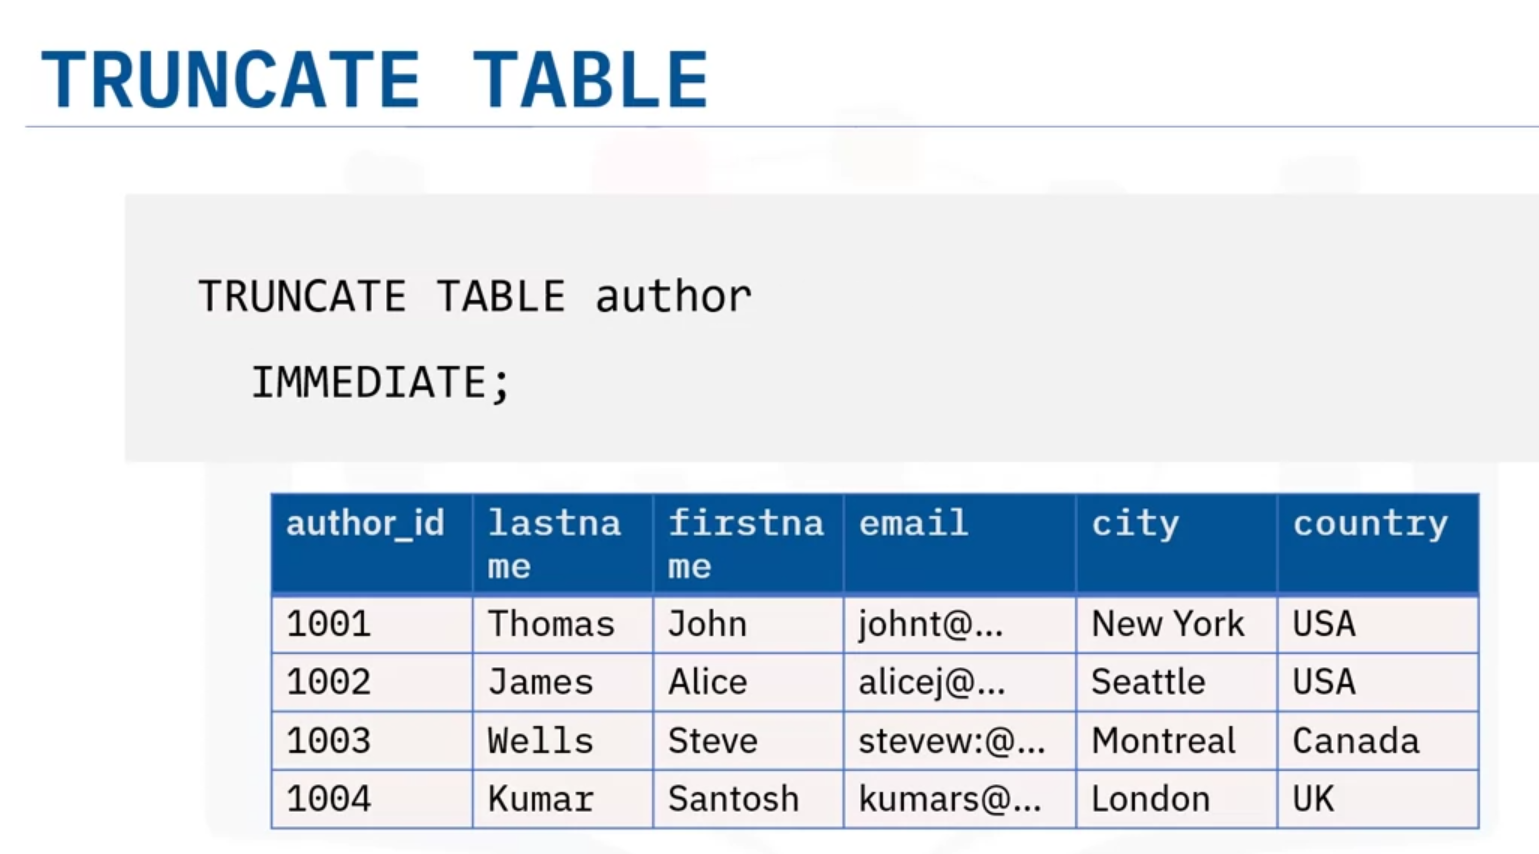 TRUNCATE TABLE
TRUNCATE TABLE author
IMMEDIATE;
author_id lastna firstna email city country
me me
1001 Thomas John johnt@... New York USA
1002 James Alice alicej@... Seattle USA
1003 Wells Steve stevew:@... Montreal Canada
1004 Kumar Santosh kumars@... London UK